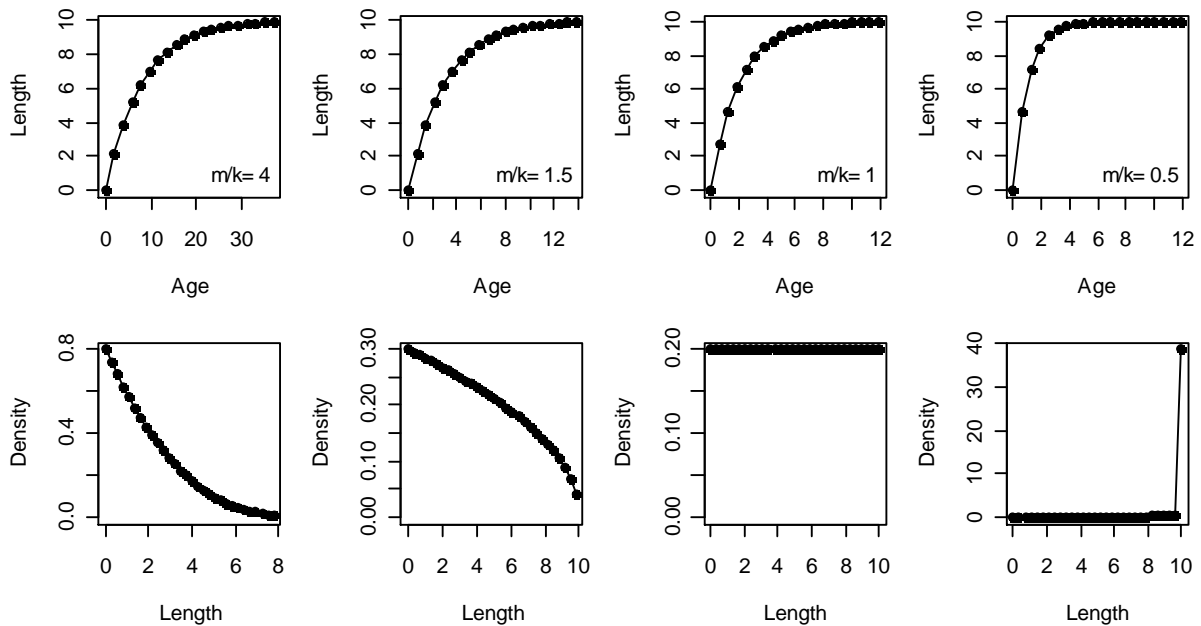 Length
0 2 4 6 8 10
0 10 20 30
Age
m/k= 4
Length
0 2 4 6 8 10
0 4 8 14
Age
m/k= 1.5
Length
0 2 4 6 8 10
0 2 4 6 8 12
Age
m/k= 1
Length
0 2 4 6 8 10
0 2 4 6 8 12
Age
m/k= 0.5
Density
0.0 0.4 0.8
0 2 4 6 8
Length
Density
0.00 0.10 0.20 0.30
0 2 4 6 8 10
Length
Density
0.00 0.10 0.20
0 2 4 6 8 10
Length
Density
0 10 20 30 40
0 2 4 6 8 10
Length